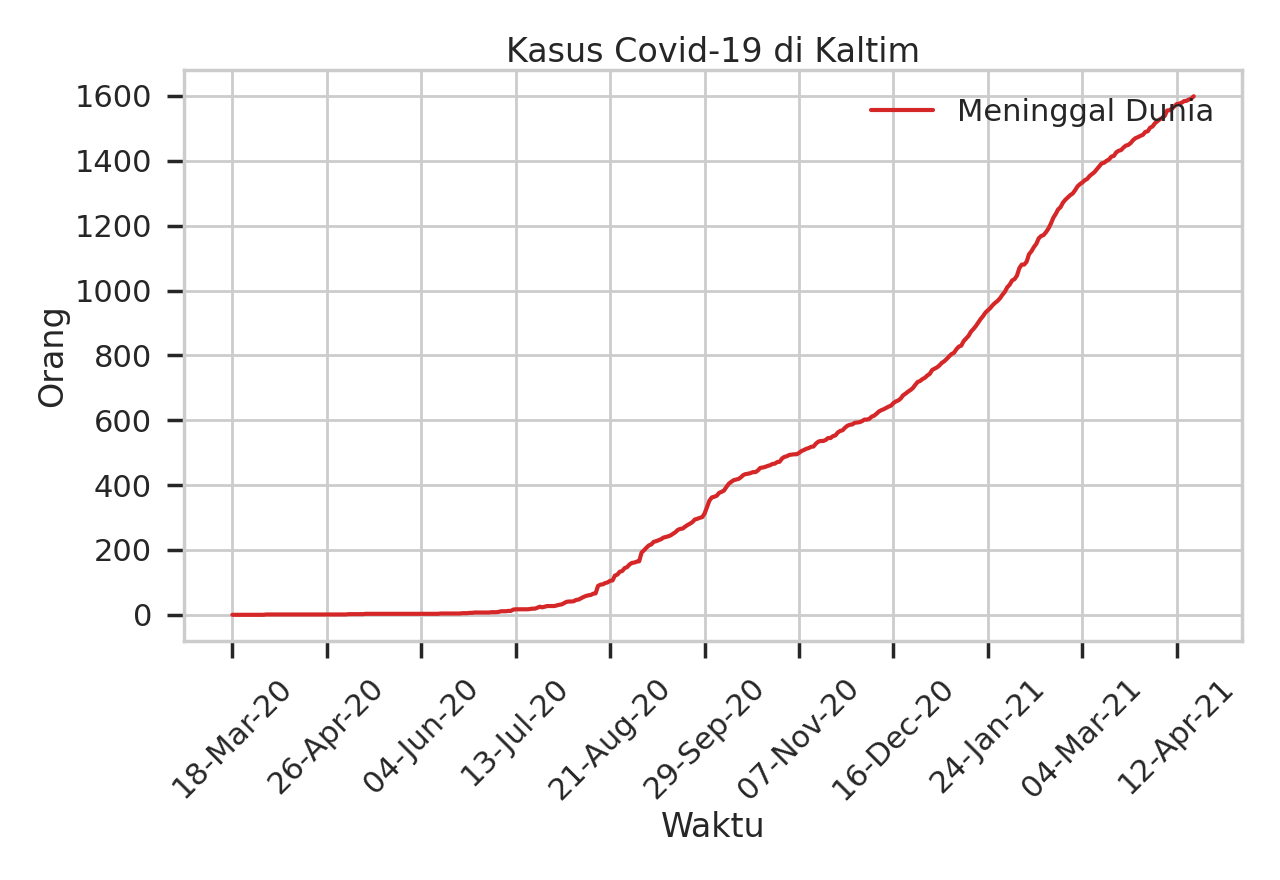 Kasus Covid-19 di Kaltim
Meninggal Dunia
Orang
1600
1400
1200
1000
800
600
400
200
0
18-Mar-20
26-Apr-20
04-Jun-20
13-Jul-20
21-Aug-20
29-Sep-20
07-Nov-20
16-Dec-20
24-Jan-21
04-Mar-21
12-Apr-21
Waktu